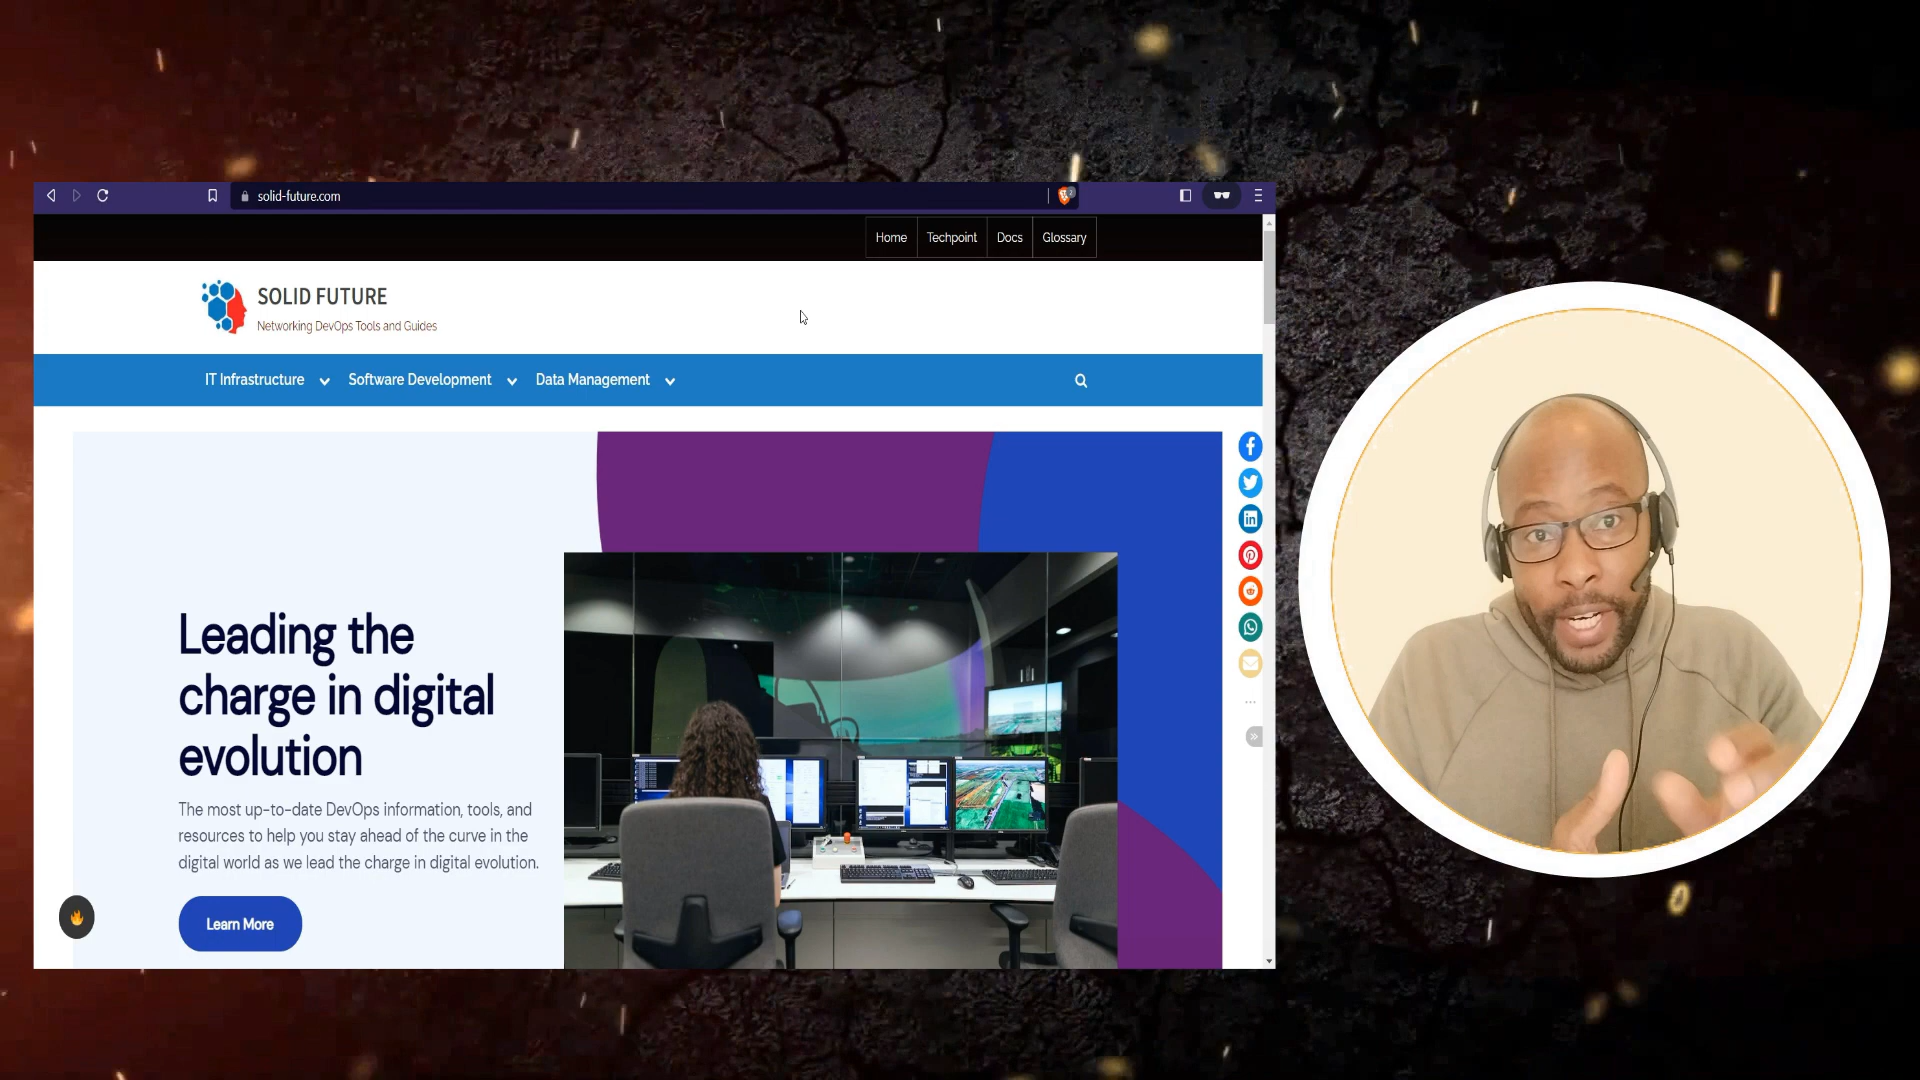 solid-future.com
Home Techpoint Docs Glossary
SOLID FUTURE
Networking DevOps Tools and Guides
IT Infrastructure Software Development Data Management
Leading the
charge in digital
evolution
The most up-to-date DevOps information, tools, and
resources to help you stay ahead of the curve in the
digital world as we lead the charge in digital evolution.
Learn More